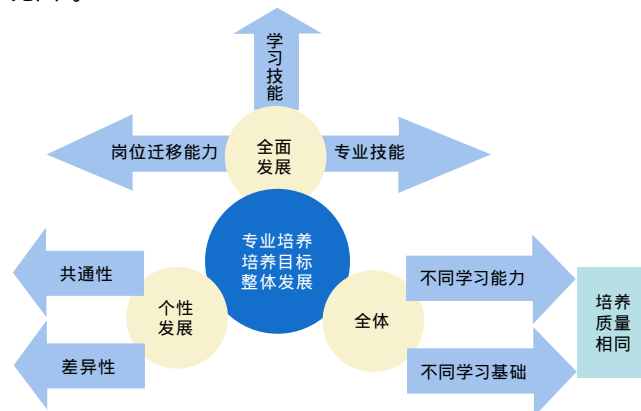 学
习
技
能
岗位迁移能力
全面
发展
专业技能
专业培养
培养目标
整体发展
共通性
个性
发展
差异性
全体
不同学习能力
不同学习基础
培养
质量
相同